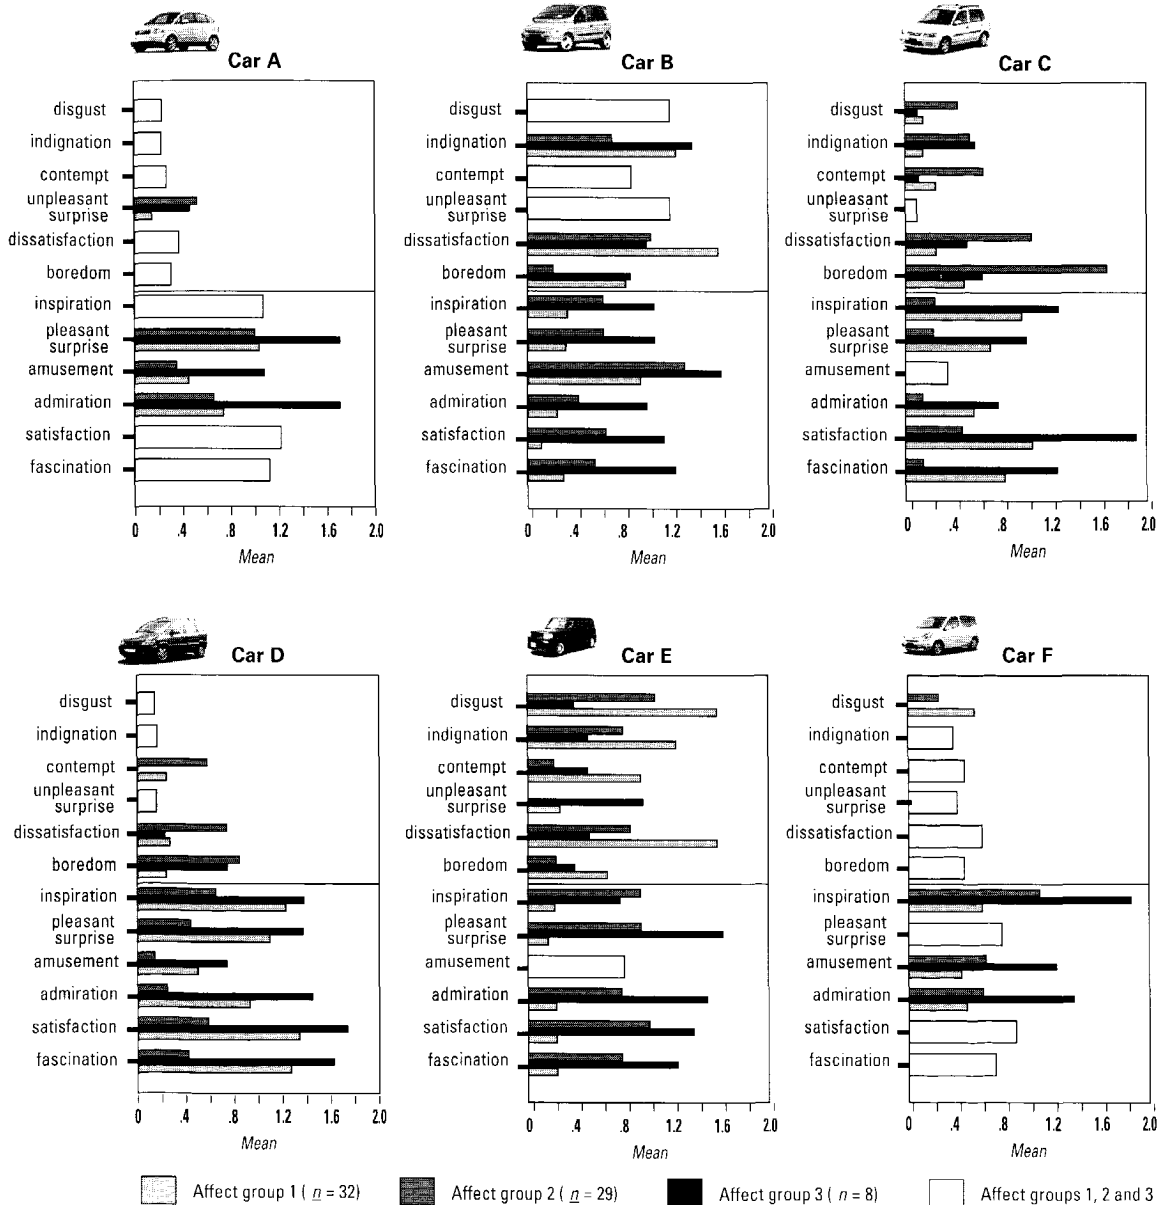 Car A
disgust
indignation
contempt
unpleasant
surprise
dissatisfaction
boredom
inspiration
pleasant
surprise
amusement
admiration
satisfaction
fascination
0 .4 .8 1.2 1.6 2.0
Mean
Car B
disgust
indignation
contempt
unpleasant
surprise
dissatisfaction
boredom
inspiration
pleasant
surprise
amusement
admiration
satisfaction
fascination
0 .4 .8 1.2 1.6 2.0
Mean
Car C
disgust
indignation
contempt
unpleasant
surprise
dissatisfaction
boredom
inspiration
pleasant
surprise
amusement
admiration
satisfaction
fascination
0 .4 .8 1.2 1.6 2.0
Mean
Car D
disgust
indignation
contempt
unpleasant
surprise
dissatisfaction
boredom
inspiration
pleasant
surprise
amusement
admiration
satisfaction
fascination
0 .4 .8 1.2 1.6 2.0
Mean
Car E
disgust
indignation
contempt
unpleasant
surprise
dissatisfaction
boredom
inspiration
pleasant
surprise
amusement
admiration
satisfaction
fascination
0 .4 .8 1.2 1.6 2.0
Mean
Car F
disgust
indignation
contempt
unpleasant
surprise
dissatisfaction
boredom
inspiration
pleasant
surprise
amusement
admiration
satisfaction
fascination
0 .4 .8 1.2 1.6 2.0
Mean
Affect group 1 ( n = 32)
Affect group 2 ( n = 29)
Affect group 3 ( n = 8)
Affect groups 1, 2 and 3